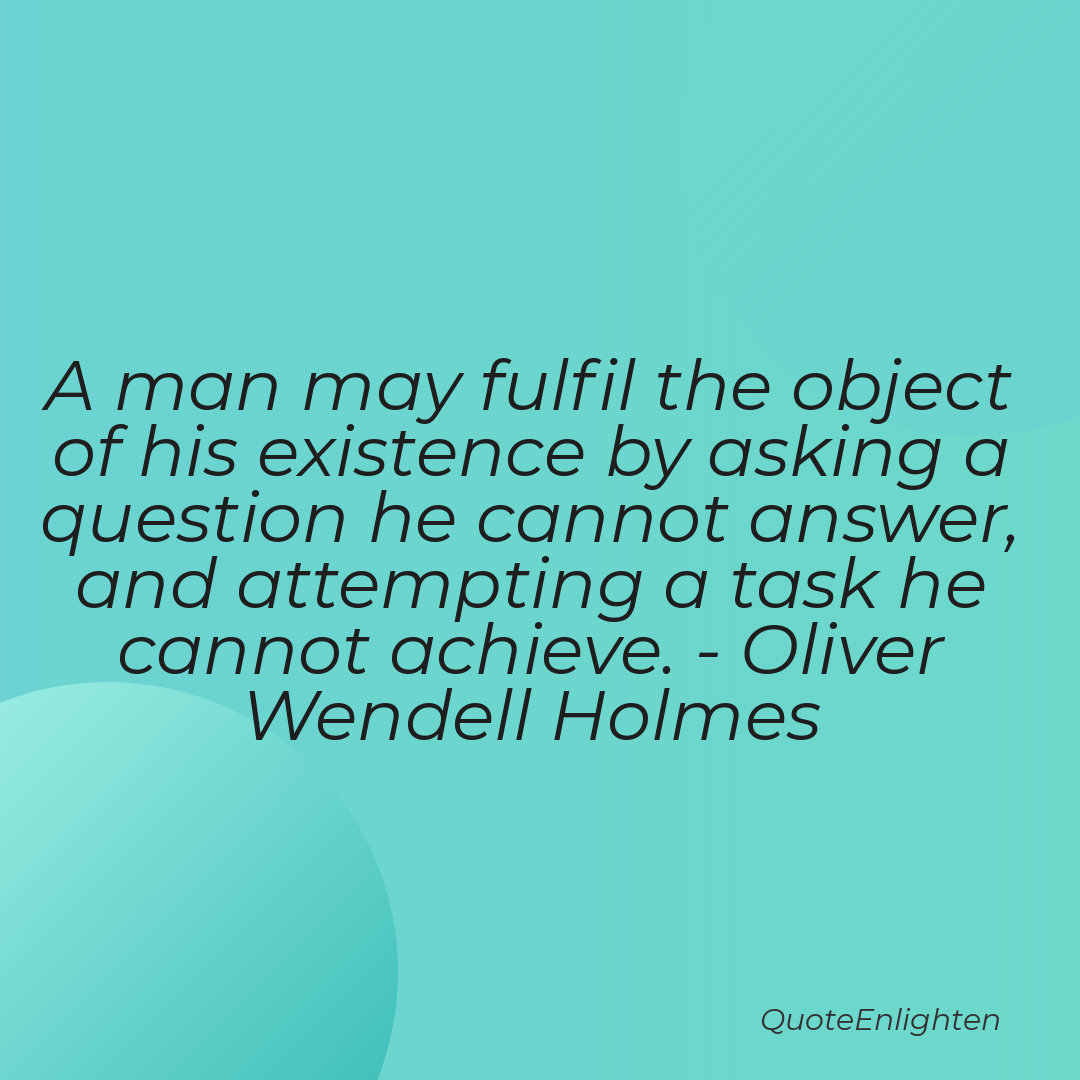 A man may fulfil the object
of his existence by asking a
question he cannot answer,
and attempting a task he
cannot achieve. - Oliver
Wendell Holmes
QuoteEnlighten